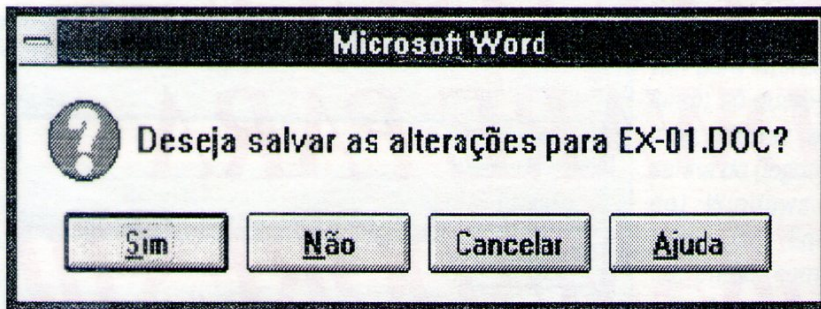 Microsoft Word
Deseja salvar as alterações para EX-01.DOC?
Sim Não Cancelar Ajuda